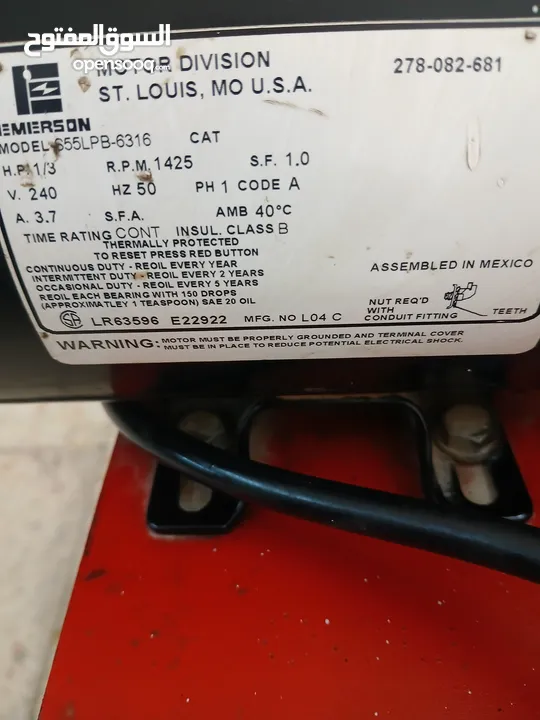 السوق المفتوح
opensooq.com
MOTOR DIVISION
278-082-681
ST. LOUIS, MO U.S.A.
EMERSON
MODEL S55LPB-6316 CAT
H.P. 1/3 R.P.M. 1425 S.F. 1.0
V. 240 HZ 50 PH 1 CODE A
A. 3.7 S.F.A. AMB 40°C
TIME RATING CONT INSUL. CLASS B
THERMALLY PROTECTED
TO RESET PRESS RED BUTTON
CONTINUOUS DUTY - REOIL EVERY YEAR
INTERMITTENT DUTY - REOIL EVERY 2 YEARS
OCCASIONAL DUTY - REOIL EVERY 5 YEARS
REOIL EACH BEARING WITH 150 DROPS
(APPROXIMATLEY 1 TEASPOON) SAE 20 OIL
ASSEMBLED IN MEXICO
NUT REQ'D
WITH
CONDUIT FITTING
TEETH
LR63596 E22922 MFG. NO L04 C
WARNING- MOTOR MUST BE PROPERLY GROUNDED AND TERMINAL COVER
MUST BE IN PLACE TO REDUCE POTENTIAL ELECTRICAL SHOCK.